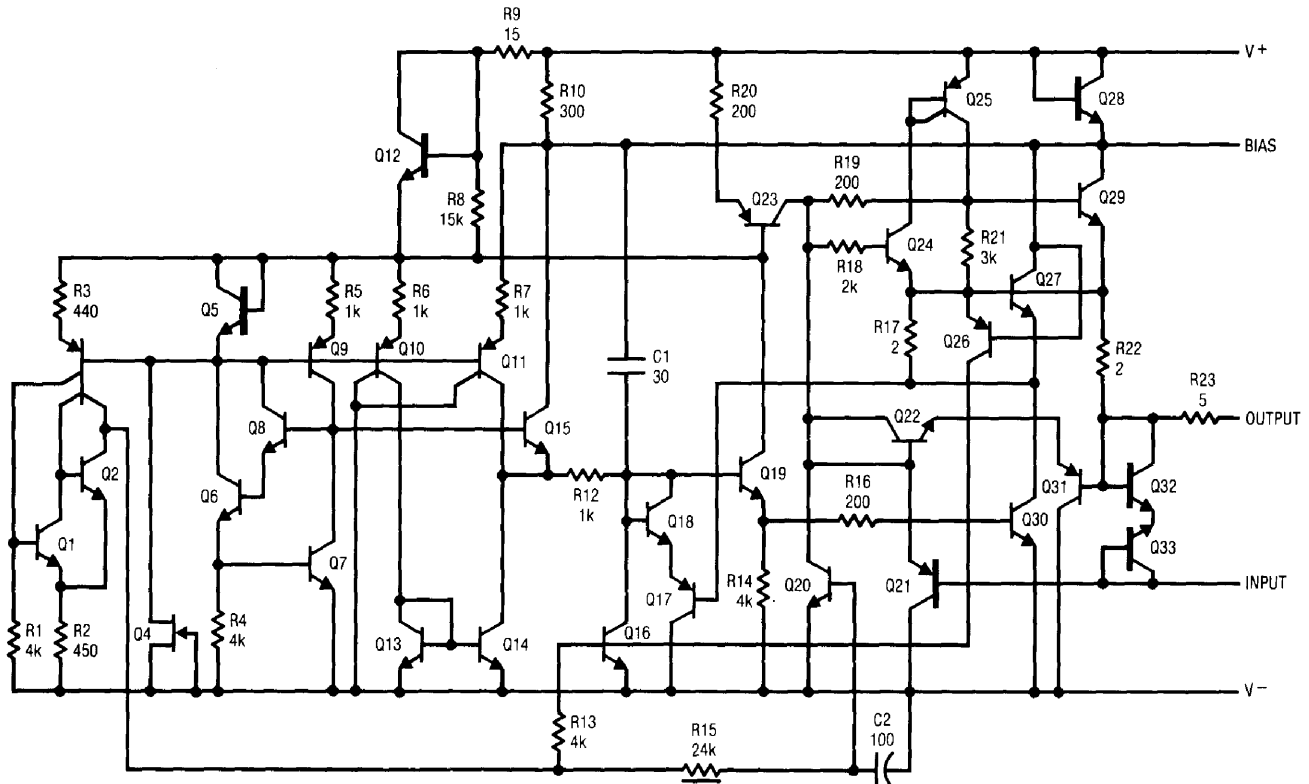 R9
15
V+
R10
300
R20
200
Q25
Q28
Q12
BIAS
R8
15k
R19
200
Q23
Q29
R3
440
Q5
R5
1k
R6
1k
R7
1k
R18
2k
Q24
R21
3k
Q27
Q9
Q10
Q11
C1
30
R17
2
Q26
R22
2
R23
5
OUTPUT
Q8
Q15
Q22
Q2
Q6
R12
1k
Q19
R16
200
Q31
Q32
Q18
Q30
Q33
Q1
Q7
INPUT
R1
4k
R2
450
Q4
R4
4k
Q13
Q14
Q16
Q17
R14
4k
Q20
Q21
V−
R13
4k
R15
24k
C2
100